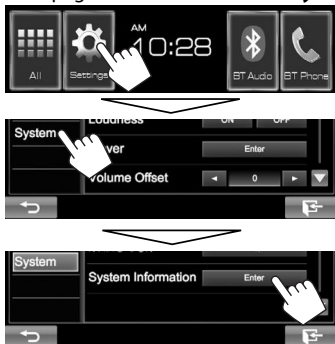 AM
10:28
All
Settings
BT Audio
BT Phone
Loudness
ON
OFF
System
Enter
Volume Offset
0
System
System Information
Enter